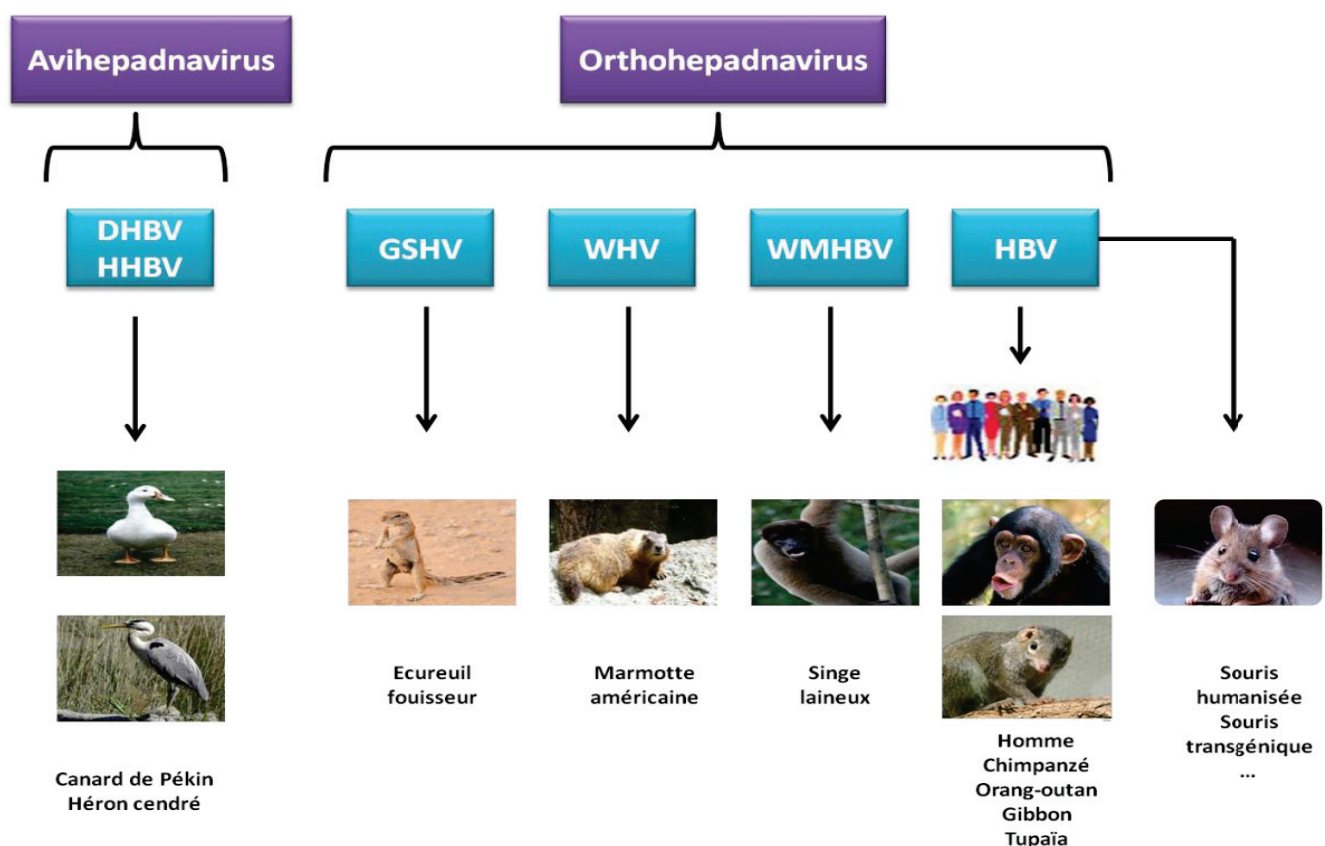 Avihepadnavirus
Orthohepadnavirus
DHBV
HHBV
GSHV
WHV
WMHBV
HBV
Ecureuil
fouisseur
Marmotte
américaine
Singe
laineux
Souris
humanisée
Souris
transgénique
...
Homme
Chimpanzé
Orang-outan
Gibbon
Tupaïa
Canard de Pékin
Héron cendré